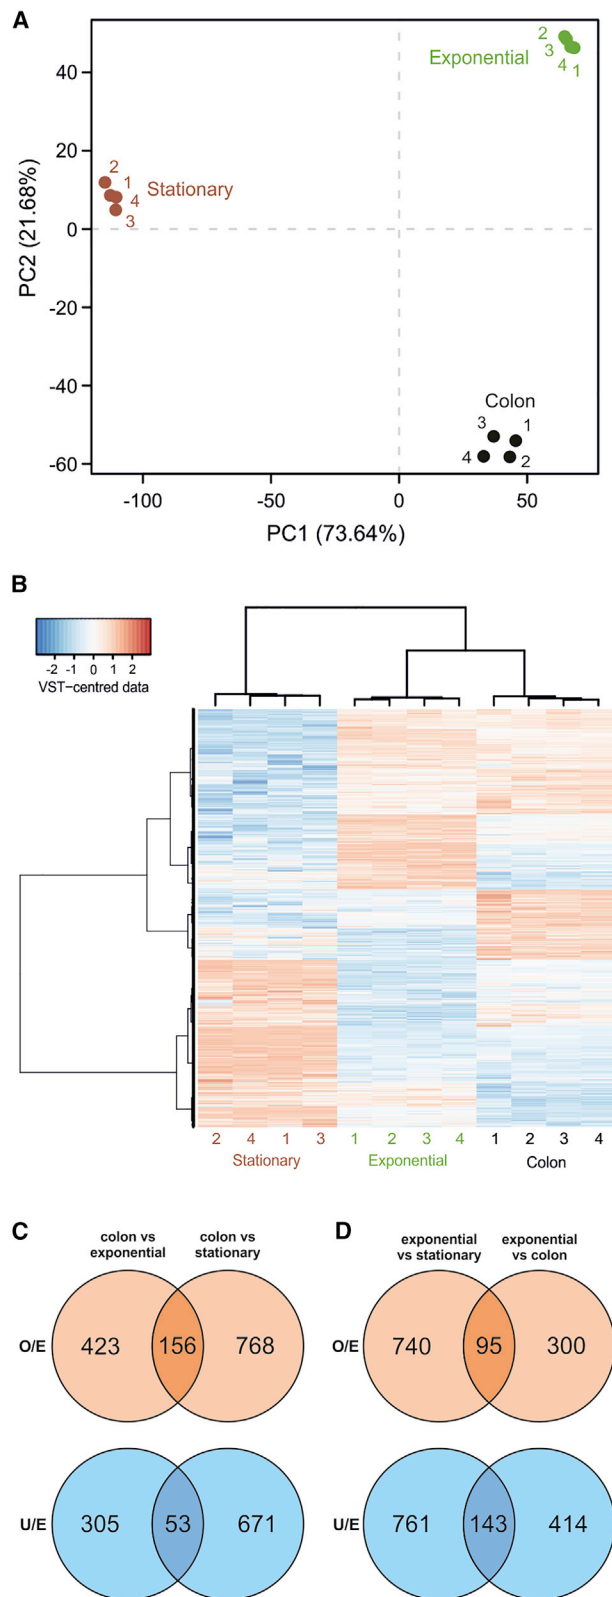 A
PC2 (21.68%)
40
20
0
-20
-40
-60
2
3
4 1
Exponential
2
1
4
3
Stationary
Colon
3
1
4
2
-100
-50
0
50
PC1 (73.64%)
B
-2 -1 0 1 2
VST-centred data
2 4 1 3 1 2 3 4 1 2 3 4
Stationary Exponential Colon
C
colon vs
exponential
colon vs
stationary
O/E
423 156 768
U/E
305 53 671
D
exponential
vs stationary
exponential
vs colon
O/E
740 95 300
U/E
761 143 414